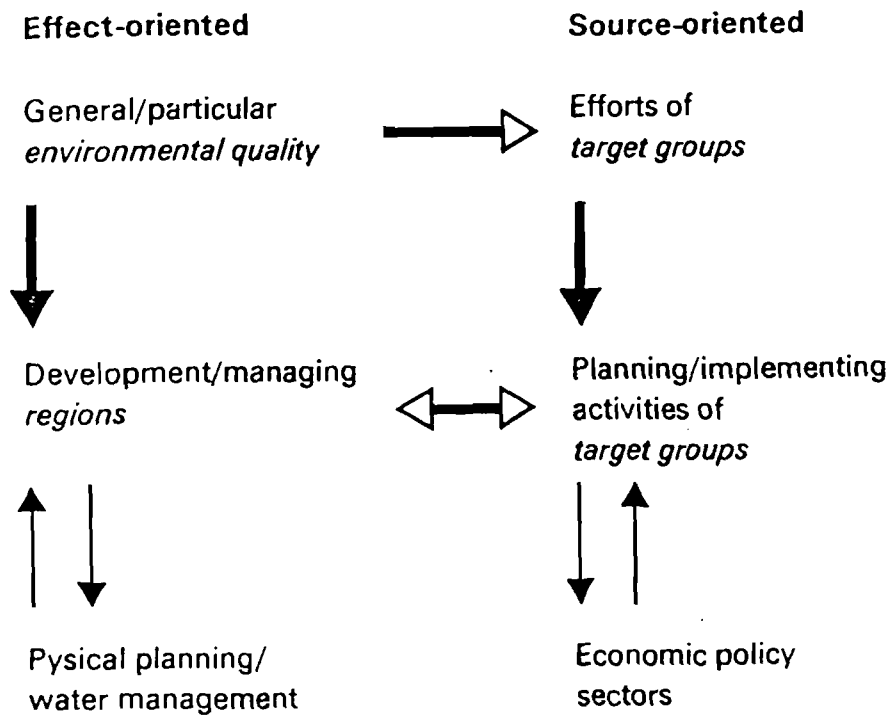 Effect-oriented
Source-oriented
General/particular
environmental quality
Efforts of
target groups
Development/managing
regions
Planning/implementing
activities of
target groups
Pysical planning/
water management
Economic policy
sectors